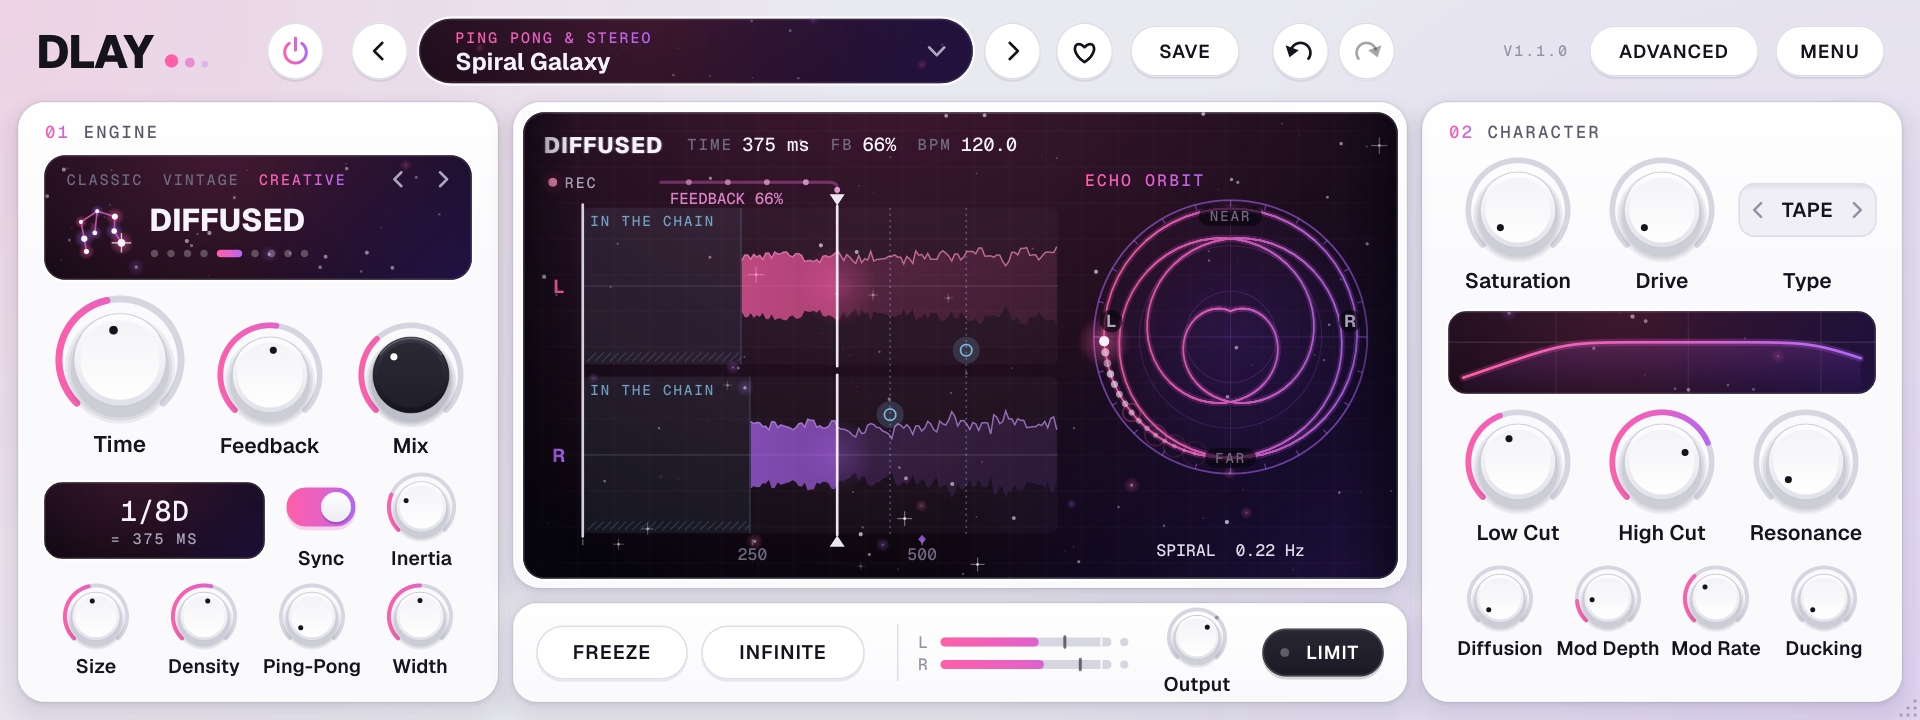 DLAY
PING PONG & STEREO
Spiral Galaxy
SAVE
V1.1.0
ADVANCED
MENU
01 ENGINE
CLASSIC VINTAGE CREATIVE
DIFFUSED
Time
Feedback
Mix
1/8D
= 375 MS
Sync
Inertia
Size
Density
Ping-Pong
Width
DIFFUSED TIME 375 ms FB 66% BPM 120.0
REC
FEEDBACK 66%
IN THE CHAIN
L
IN THE CHAIN
R
250
500
ECHO ORBIT
NEAR
L
R
FAR
SPIRAL 0.22 Hz
FREEZE
INFINITE
L
R
Output
LIMIT
02 CHARACTER
Saturation
Drive
TAPE
Type
Low Cut
High Cut
Resonance
Diffusion
Mod Depth
Mod Rate
Ducking